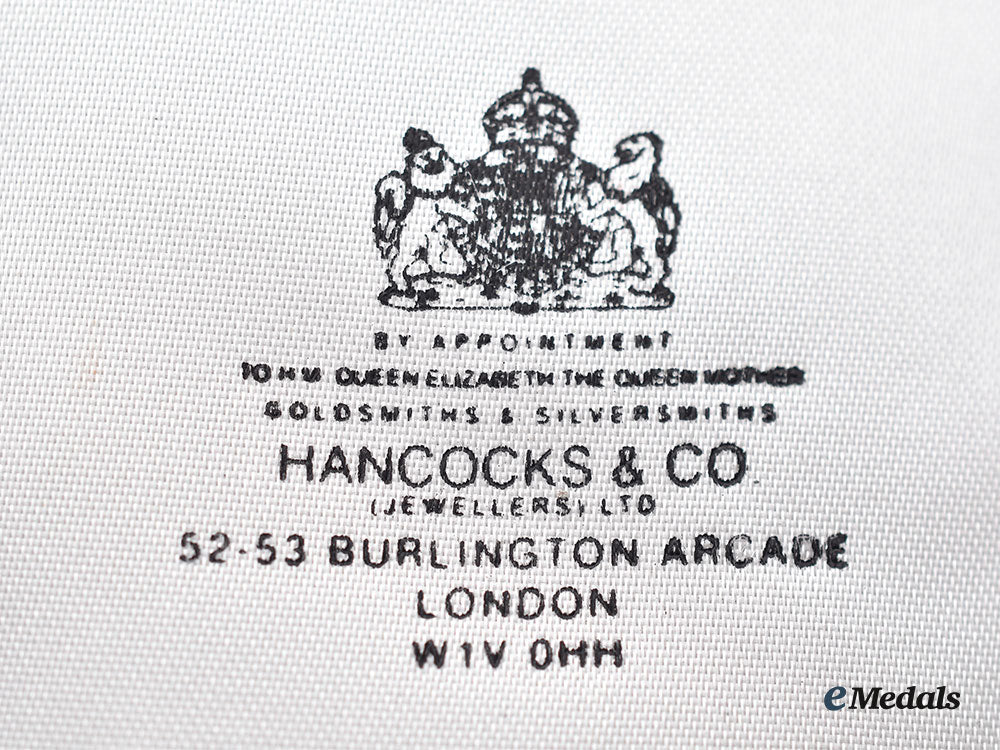 BY APPOINTMENT
TO H M QUEEN ELIZABETH THE QUEEN MOTHER
GOLDSMITHS & SILVERSMITHS
HANCOCKS & CO.
(JEWELLERS) LTD
52-53 BURLINGTON ARCADE
LONDON
W1V 0HH
eMedals